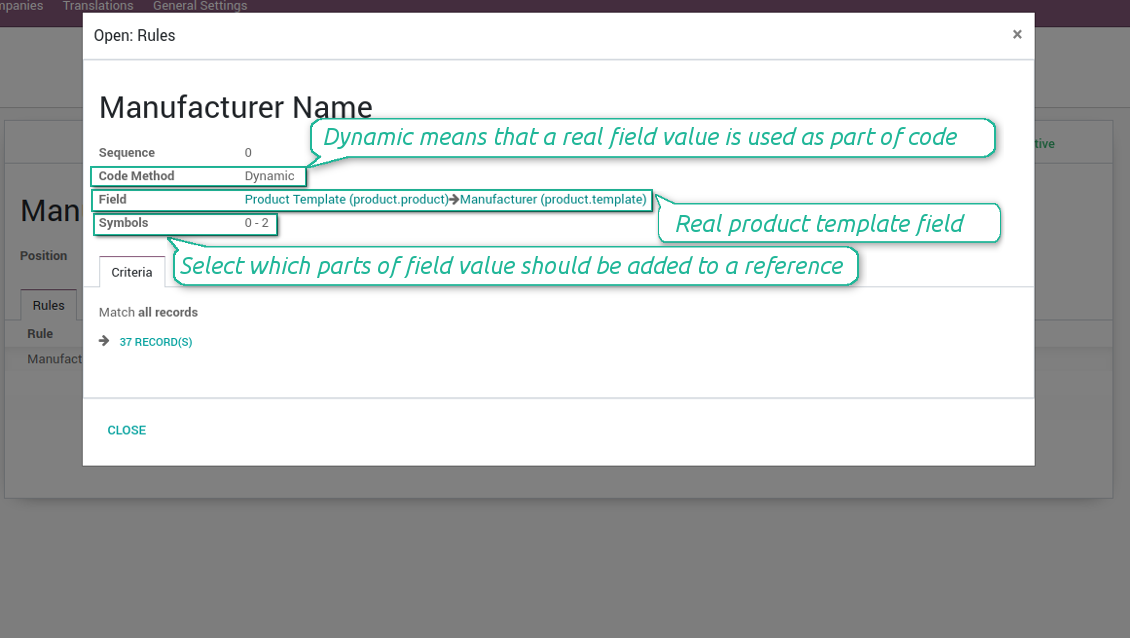 mpanies Translations General Settings
Open: Rules ×
Manufacturer Name
Dynamic means that a real field value is used as part of code
Sequence 0
Code Method Dynamic
Field Product Template (product.product)➔Manufacturer (product.template)
Symbols 0 - 2
Real product template field
Select which parts of field value should be added to a reference
Criteria
Match all records
➔ 37 RECORD(S)
CLOSE
tive
Man
Position
Rules
Rule
Manufact